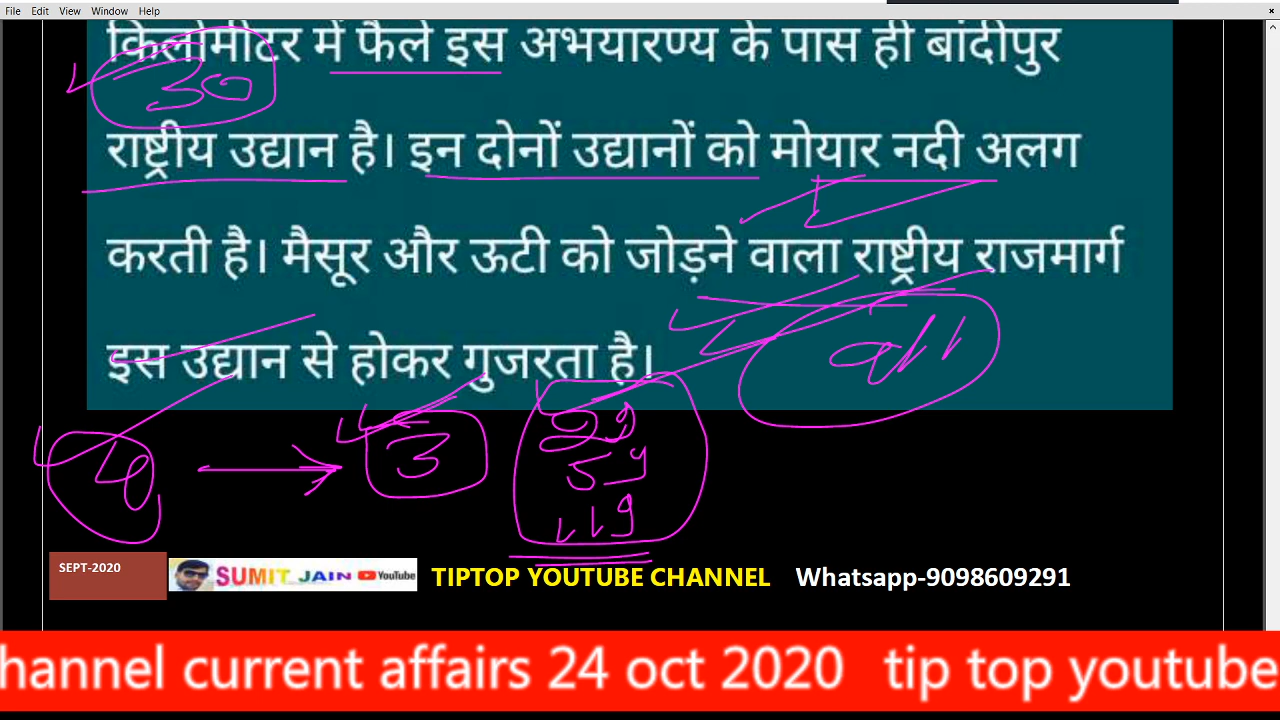 File Edit View Window Help
किलोमीटर में फैले इस अभयारण्य के पास ही बांदीपुर
30
राष्ट्रीय उद्यान है। इन दोनों उद्यानों को मोयार नदी अलग
करती है। मैसूर और ऊटी को जोड़ने वाला राष्ट्रीय राजमार्ग
इस उद्यान से होकर गुजरता है।
3
SEPT-2020
SUMIT JAIN YouTube
TIPTOP YOUTUBE CHANNEL Whatsapp-9098609291
hannel current affairs 24 oct 2020 tip top youtube